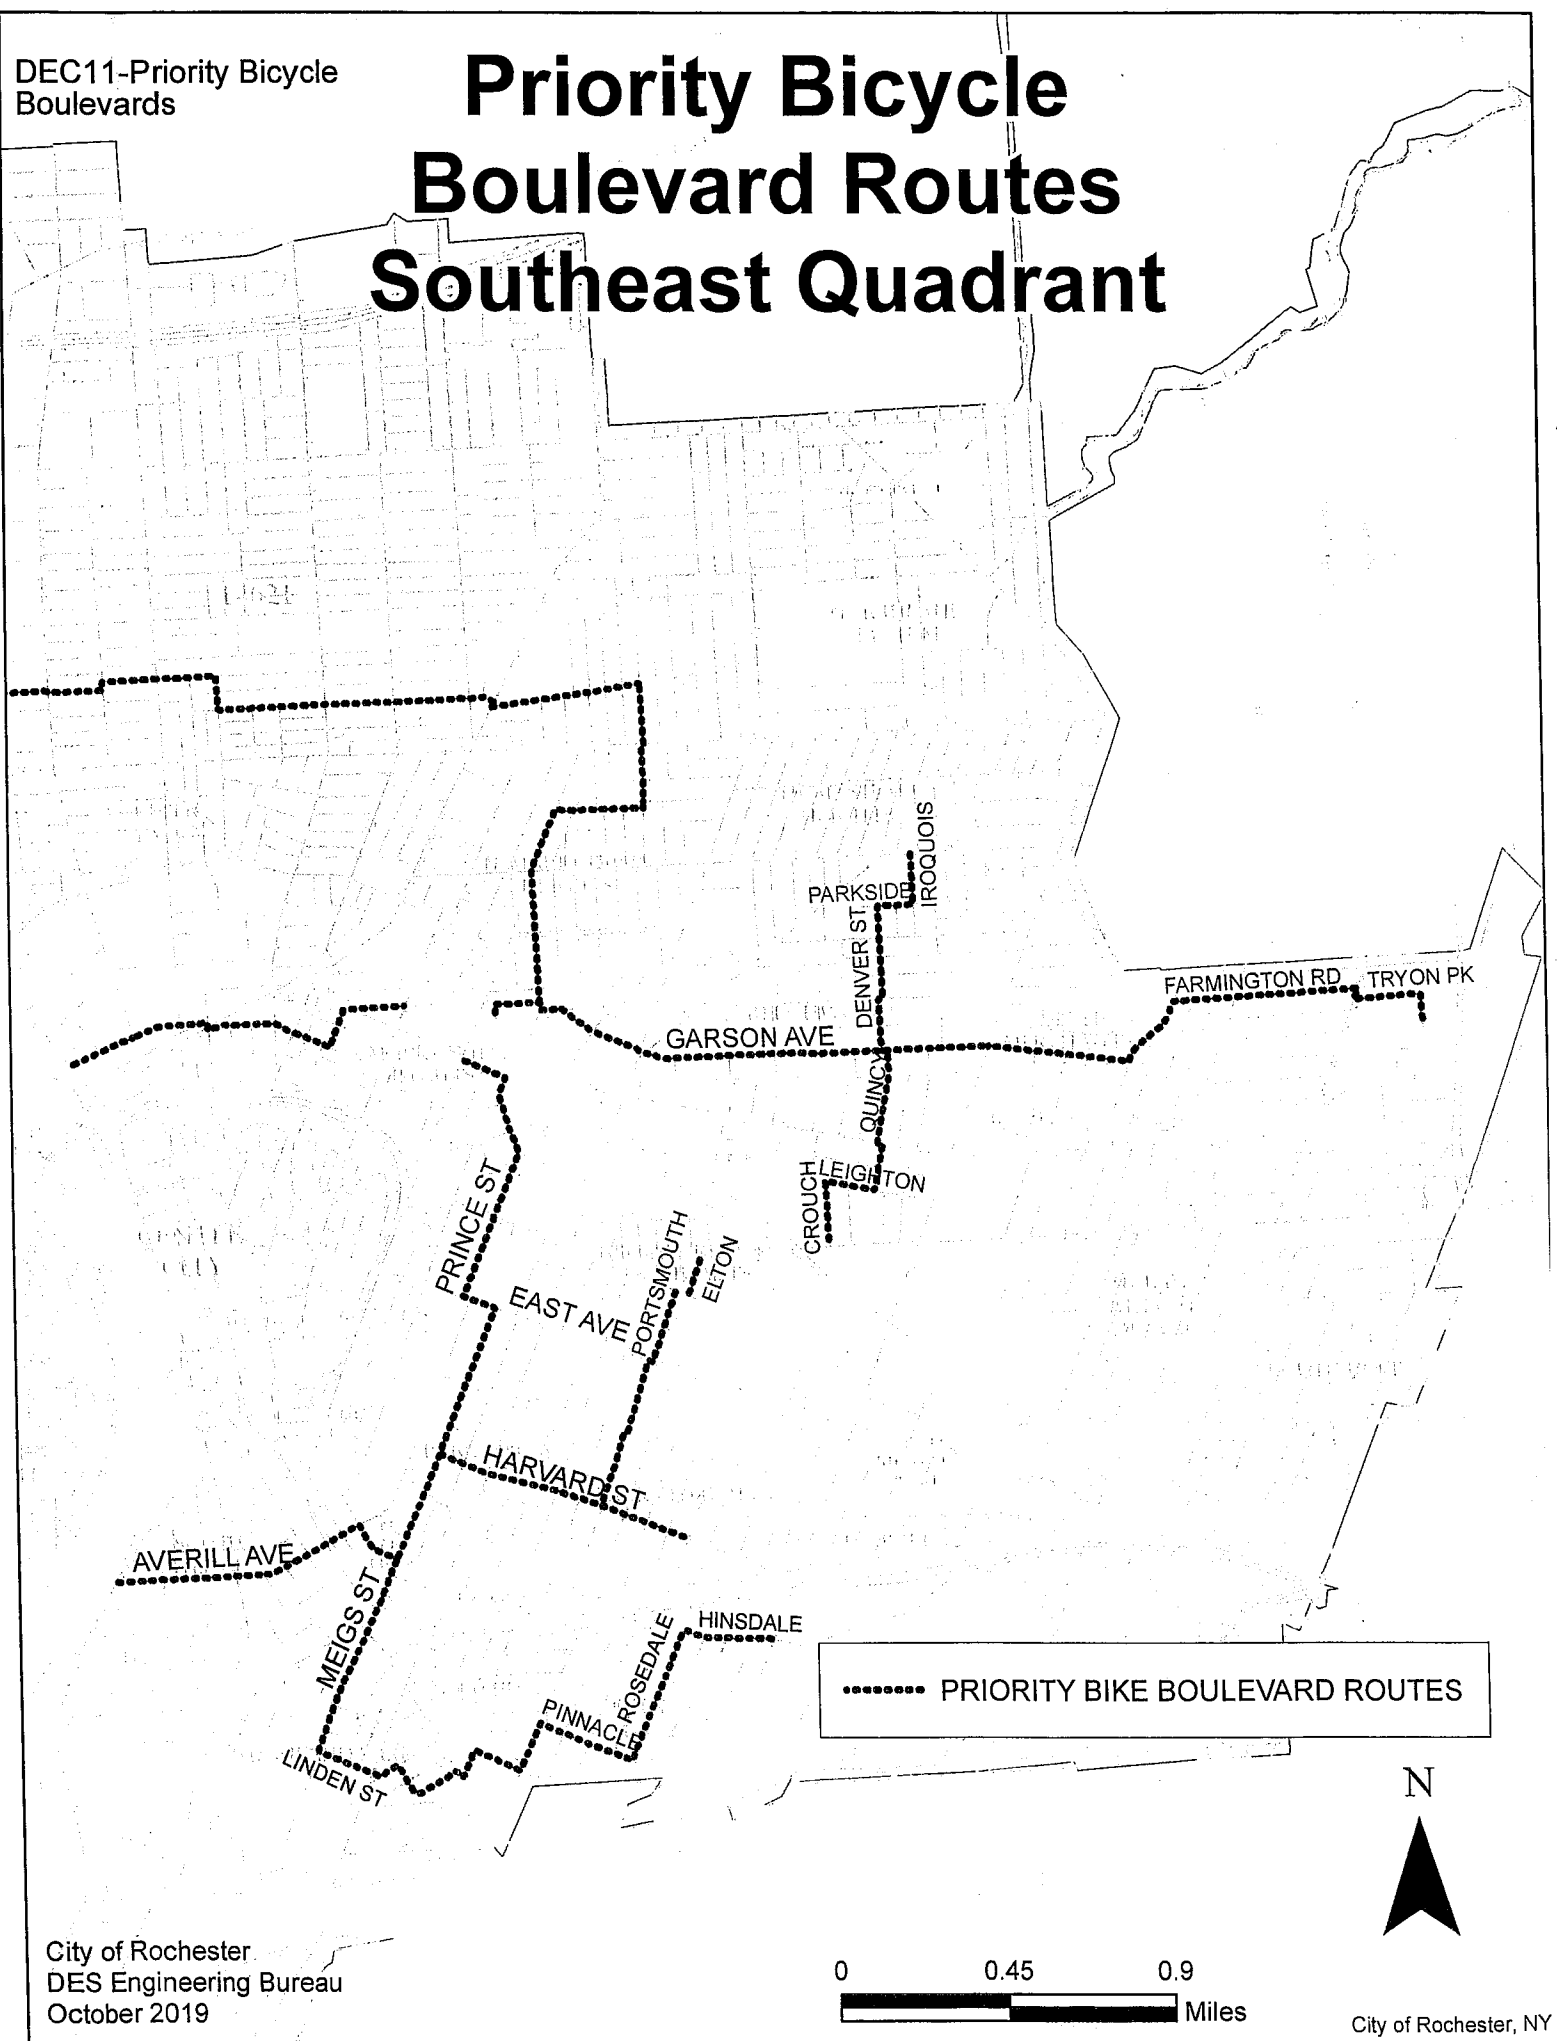 DEC11-Priority Bicycle
Boulevards
Priority Bicycle
Boulevard Routes
Southeast Quadrant
IROQUOIS
PARKSIDE
DENVER ST
FARMINGTON RD
TRYON PK
GARSON AVE
QUINCY
LEIGHTON
CROUCH
PRINCE ST
PORTSMOUTH
ELTON
EAST AVE
HARVARD ST
AVERILL AVE
MEIGS ST
HINSDALE
ROSEDALE
PINNACLE
LINDEN ST
PRIORITY BIKE BOULEVARD ROUTES
N
City of Rochester
DES Engineering Bureau
October 2019
0 0.45 0.9
Miles
City of Rochester, NY